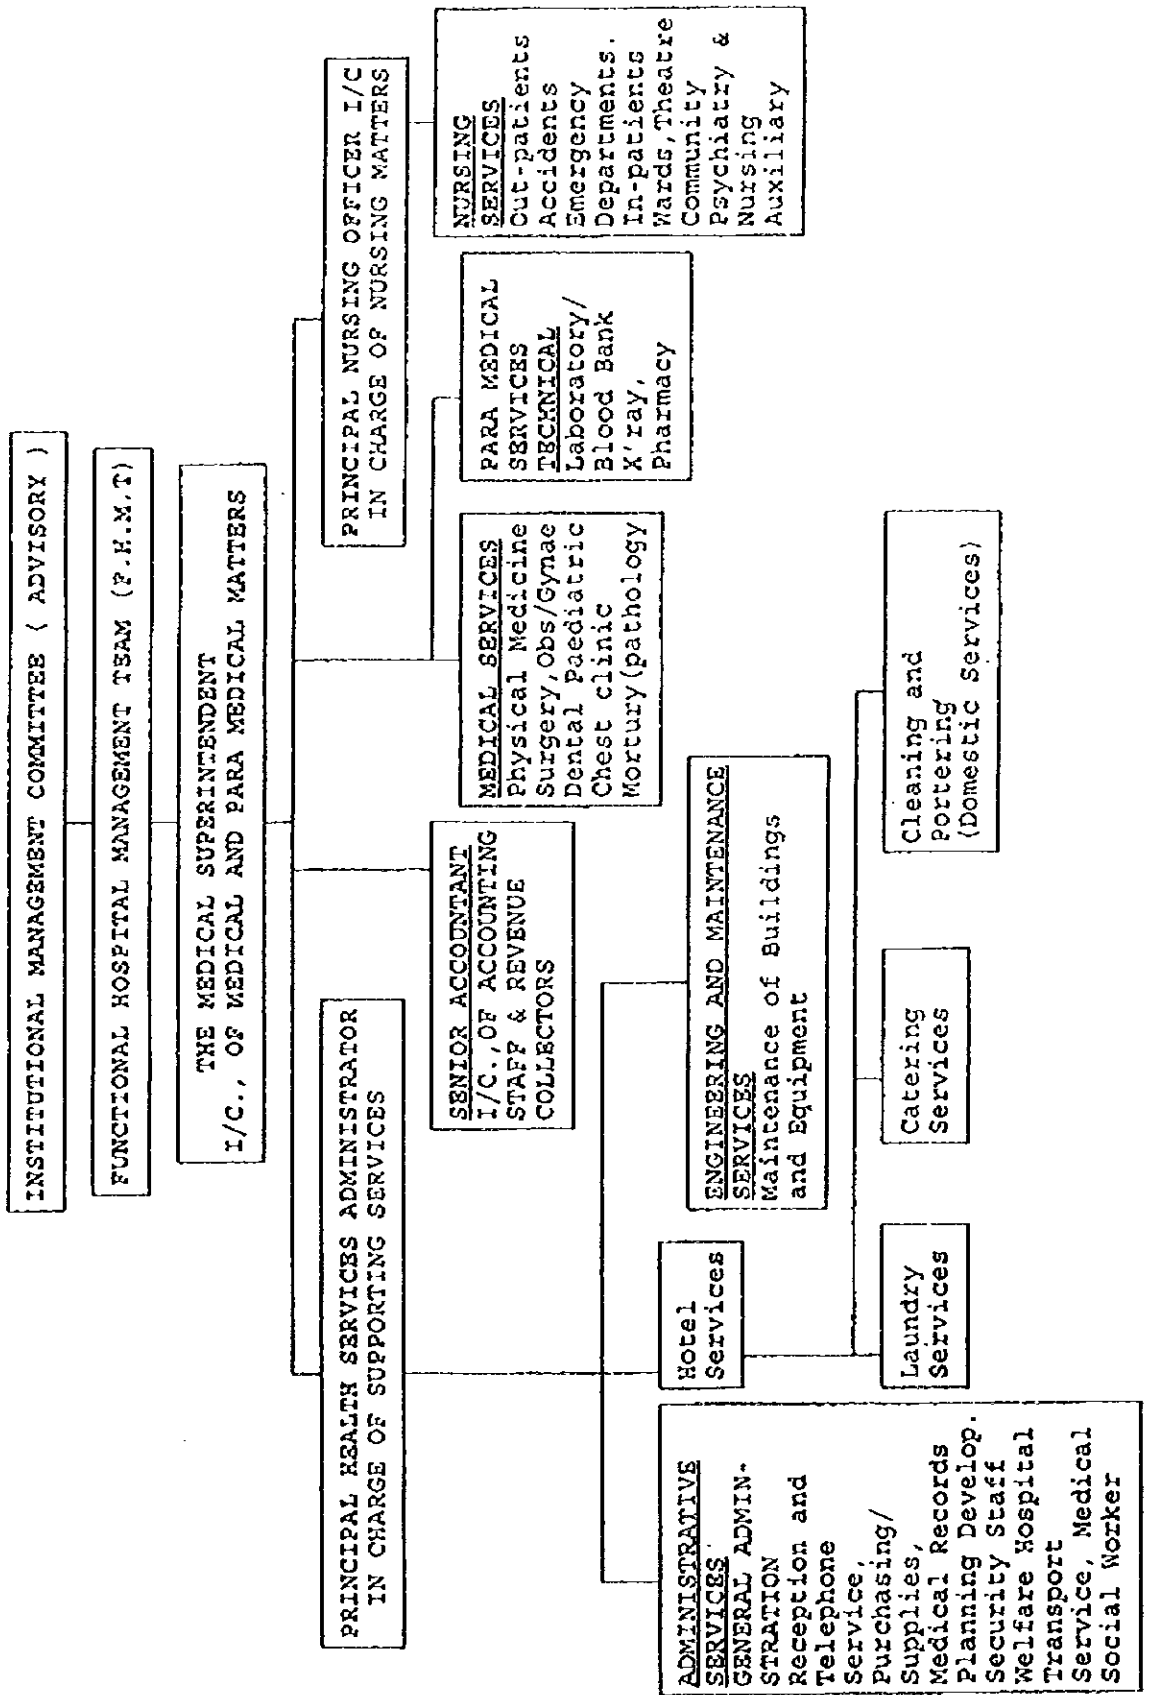 INSTITUTIONAL MANAGEMENT COMMITTEE ( ADVISORY )
FUNCTIONAL HOSPITAL MANAGEMENT TEAM (F.H.M.T)
THE MEDICAL SUPERINTENDENT
I/C., OF MEDICAL AND PARA MEDICAL MATTERS
PRINCIPAL HEALTH SERVICES ADMINISTRATOR
IN CHARGE OF SUPPORTING SERVICES
PRINCIPAL NURSING OFFICER I/C
IN CHARGE OF NURSING MATTERS
SENIOR ACCOUNTANT
I/C.,OF ACCOUNTING
STAFF & REVENUE
COLLECTORS
MEDICAL SERVICES
Physical Medicine
Surgery,Obs/Gynae
Dental Paediatric
Chest clinic
Mortury(pathology
PARA MEDICAL
SERVICES
TECHNICAL
Laboratory/
Blood Bank
X'ray,
Pharmacy
NURSING
SERVICES
Out-patients
Accidents
Emergency
Departments.
In-patients
Wards,Theatre
Community
Psychiatry &
Nursing
Auxiliary
ADMINISTRATIVE
SERVICES
GENERAL ADMIN-
STRATION
Reception and
Telephone
Service,
Purchasing/
Supplies,
Medical Records
Planning Develop.
Security Staff
Welfare Hospital
Transport
Service, Medical
Social Worker
Hotel
Services
ENGINEERING AND MAINTENANCE
SERVICES
Maintenance of Buildings
and Equipment
Laundry
Services
Catering
Services
Cleaning and
Portering
(Domestic Services)